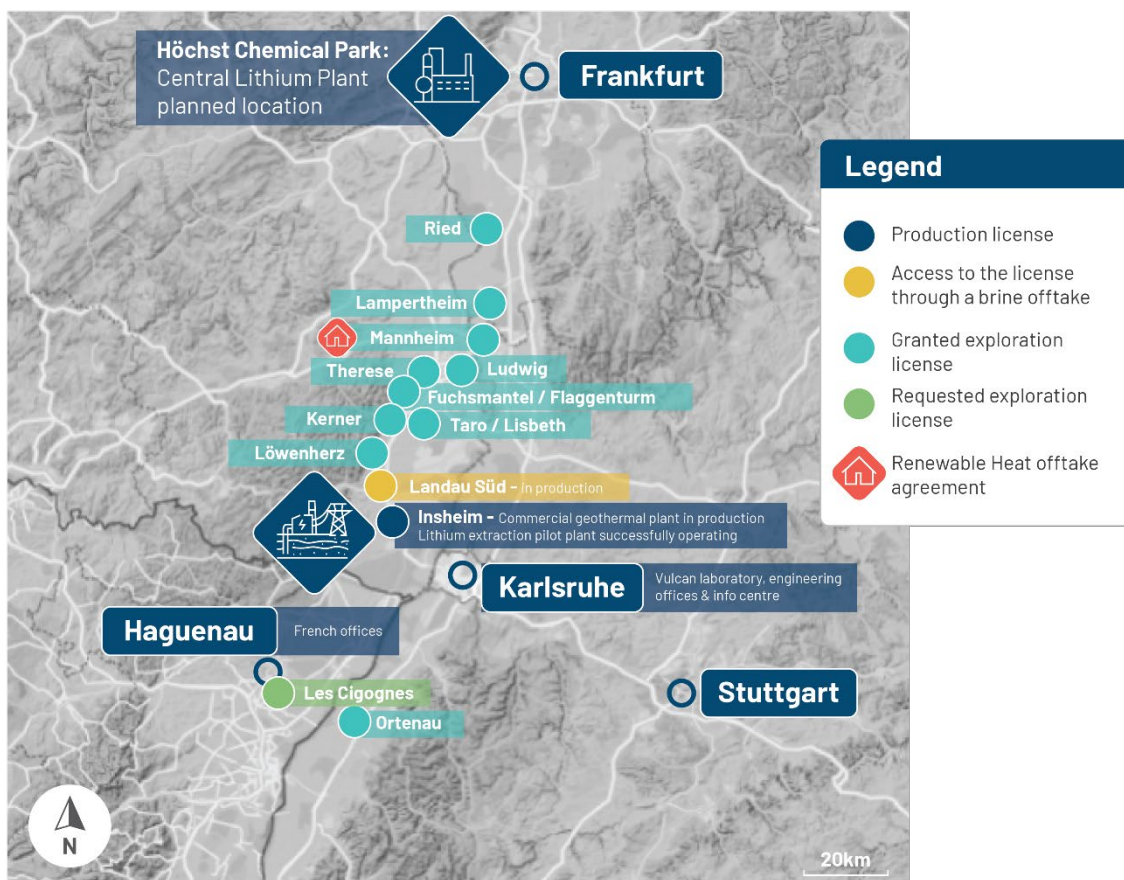 Höchst Chemical Park:
Central Lithium Plant
planned location
Frankfurt
Legend
Production license
Access to the license
through a brine offtake
Granted exploration
license
Requested exploration
license
Renewable Heat offtake
agreement
Ried
Lampertheim
Mannheim
Therese
Ludwig
Fuchsmantel / Flaggenturm
Kerner
Taro / Lisbeth
Löwenherz
Landau Süd - in production
Insheim - Commercial geothermal plant in production
Lithium extraction pilot plant successfully operating
Karlsruhe
Vulcan laboratory, engineering
offices & info centre
Haguenau
French offices
Les Cigognes
Stuttgart
Ortenau
N
20km